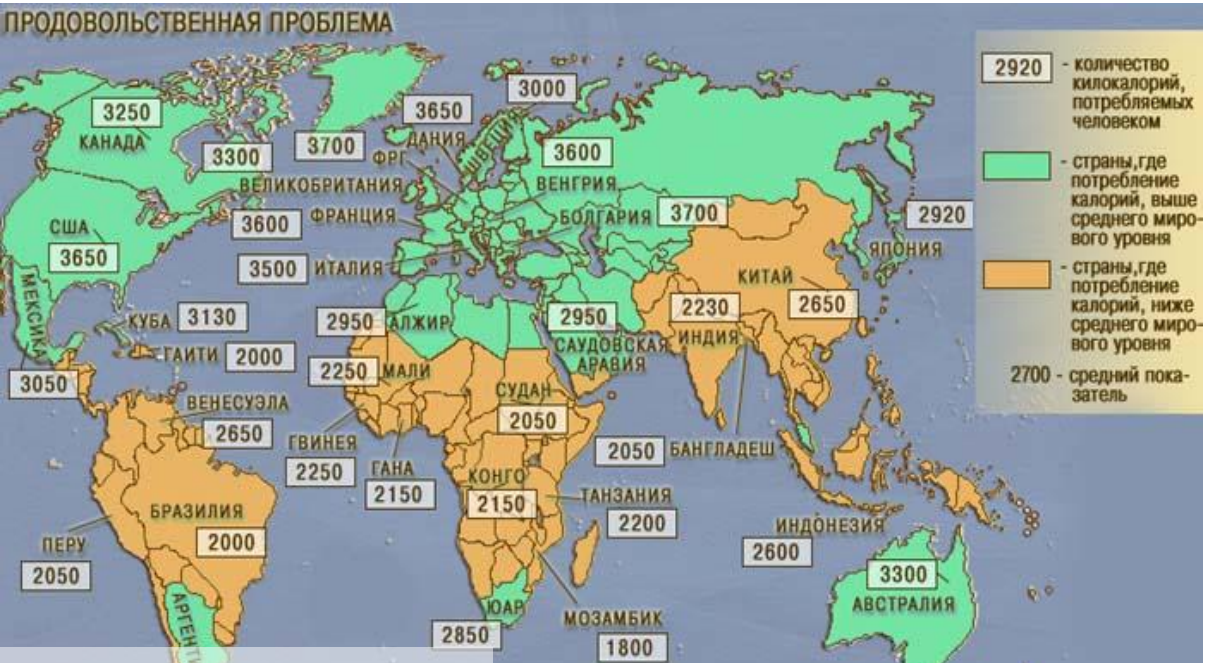 ПРОДОВОЛЬСТВЕННАЯ ПРОБЛЕМА
2920 - количество
килокалорий,
потребляемых
человеком
- страны,где
потребление
калорий, выше
среднего миро-
вого уровня
- страны,где
потребление
калорий, ниже
среднего миро-
вого уровня
2700 - средний пока-
затель
3250
КАНАДА
3300
3700
3650
ДАНИЯ
3000
ШВЕЦИЯ
ФРГ
3600
ВЕЛИКОБРИТАНИЯ
ВЕНГРИЯ
ФРАНЦИЯ
3600
БОЛГАРИЯ
3700
2920
ЯПОНИЯ
США
3650
3500
ИТАЛИЯ
МЕКСИКА
3050
КУБА 3130
ГАИТИ 2000
2950
АЛЖИР
2950
САУДОВСКАЯ
АРАВИЯ
КИТАЙ
2650
2230
ИНДИЯ
2250
МАЛИ
СУДАН
2050
ВЕНЕСУЭЛА
2650
ГВИНЕЯ
2250
ГАНА
2150
КОНГО
2150
2050
БАНГЛАДЕШ
ТАНЗАНИЯ
2200
БРАЗИЛИЯ
2000
ПЕРУ
2050
ИНДОНЕЗИЯ
2600
3300
АВСТРАЛИЯ
ЮАР
2850
МОЗАМБИК
1800
АРГЕНТИ